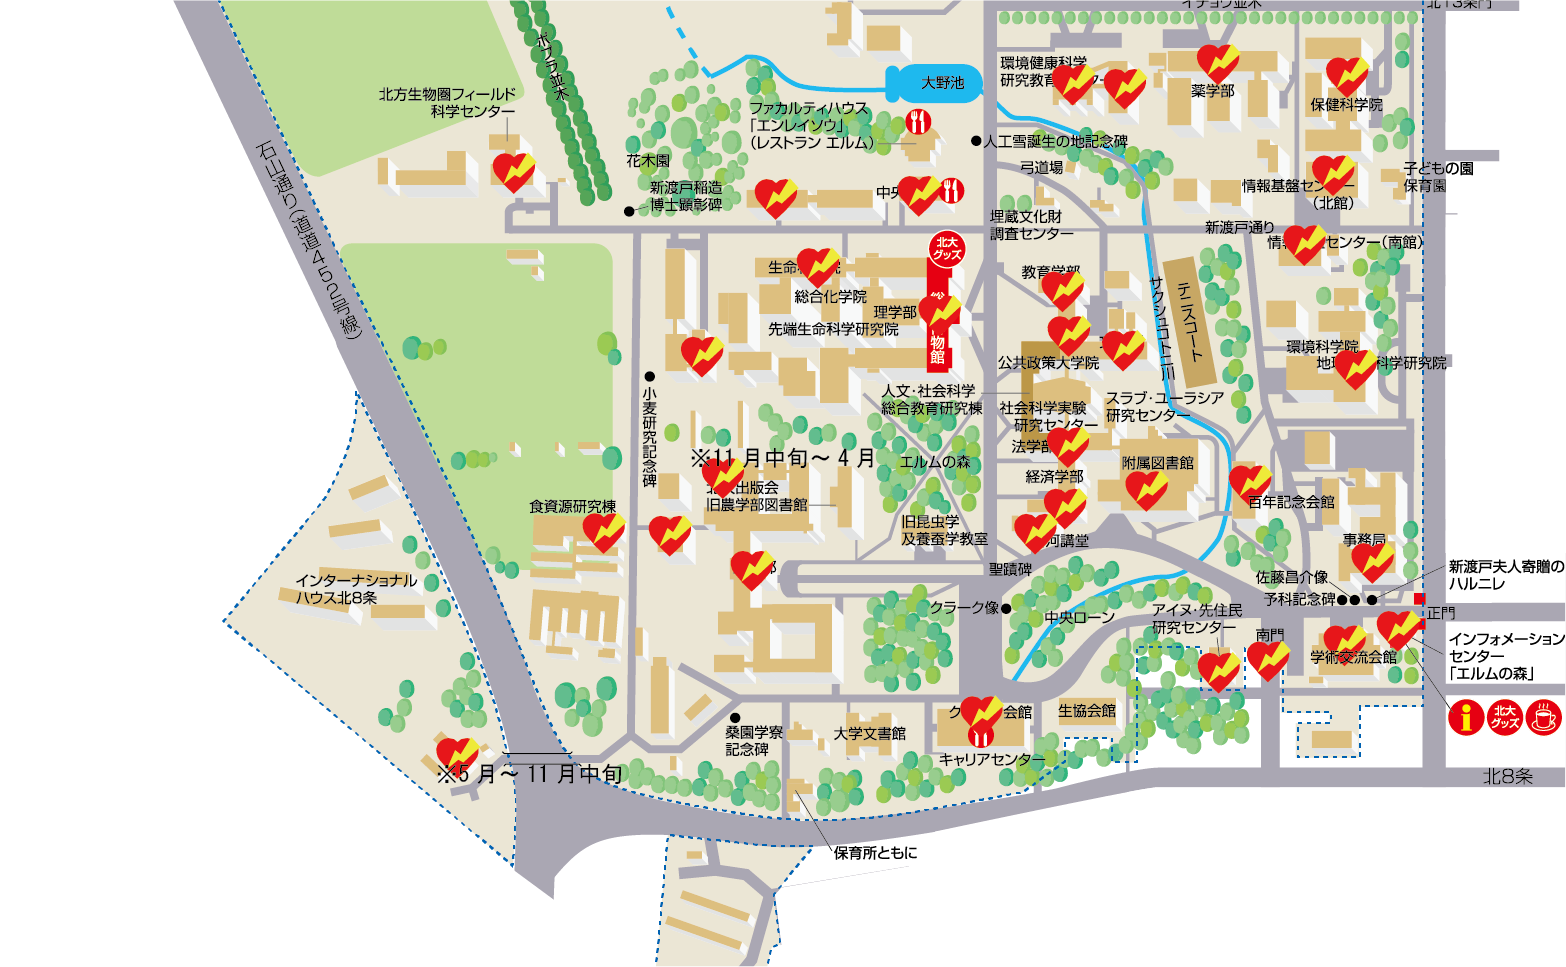 イチョウ並木
北13条門
ポプラ並木
北方生物圏フィールド
科学センター
石山通り(道道452号線)
花木園
新渡戸稲造
博士顕彰碑
ファカルティハウス
「エンレイソウ」
(レストラン エルム)
大野池
人工雪誕生の地記念碑
環境健康科学
研究教育
薬学部
保健科学院
弓道場
埋蔵文化財
調査センター
中央
情報基盤センター
(北館)
子どもの園
保育園
新渡戸通り
センター(南館)
北大
グッズ
生命
院
総合化学院
理学部
先端生命科学研究院
物館
教育学部
公共政策大学院
サクシュコトニ川
テニスコート
環境科学院
科学研究院
人文・社会科学
総合教育研究棟
社会科学実験
研究センター
スラブ・ユーラシア
研究センター
法学部
経済学部
附属図書館
小麦研究記念碑
※11月中旬～4月
出版会
旧農学部図書館
エルムの森
旧昆虫学
及養蚕学教室
河講堂
百年記念会館
事務局
食資源研究棟
部
聖蹟碑
クラーク像
中央ローン
佐藤昌介像
予科記念碑
新渡戸夫人寄贈の
ハルニレ
正門
アイヌ・先住民
研究センター
南門
学術交流会館
インフォメーション
センター
「エルムの森」
北大
グッズ
インターナショナル
ハウス北8条
桑園学寮
記念碑
大学文書館
ク
会館
生協会館
キャリアセンター
※5月～11月中旬
保育所ともに
北8条